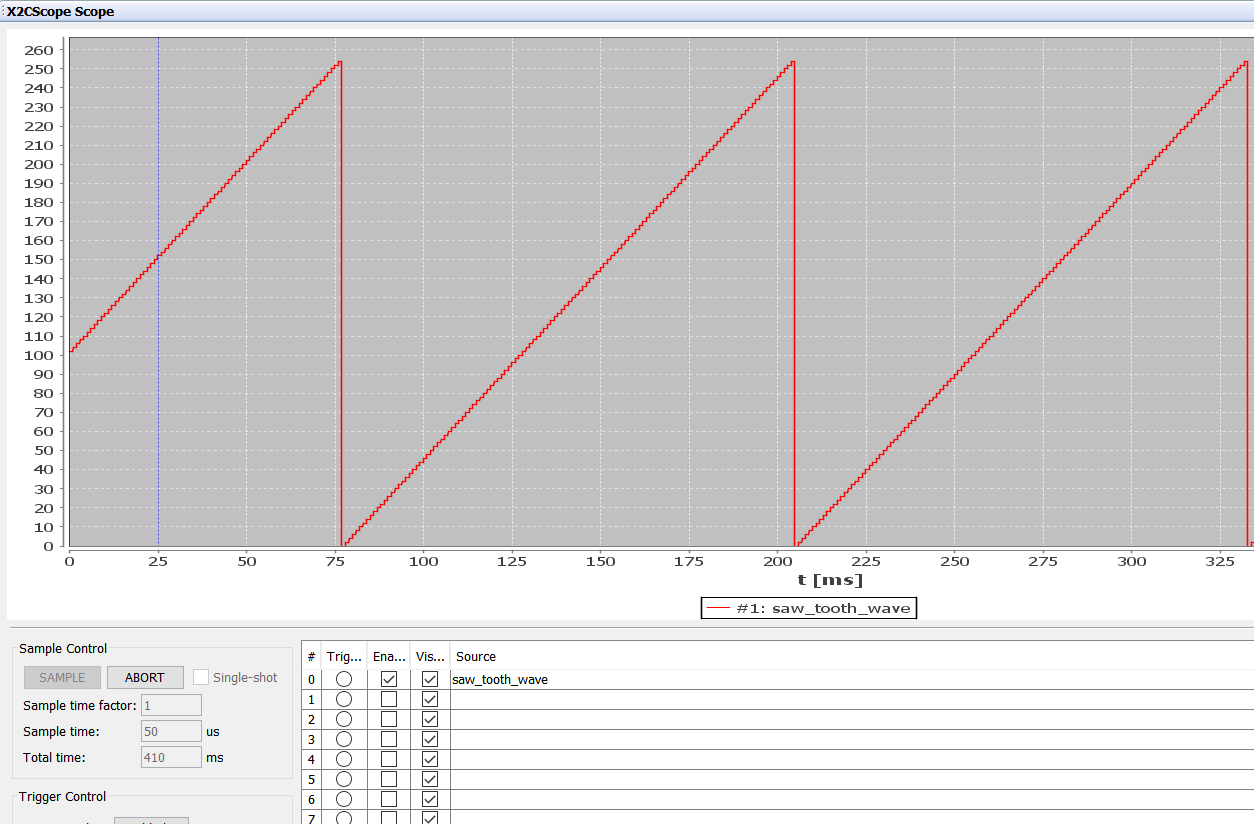 X2CScope Scope
260
250
240
230
220
210
200
190
180
170
160
150
140
130
120
110
100
90
80
70
60
50
40
30
20
10
0
0 25 50 75 100 125 150 175 200 225 250 275 300 325
t [ms]
#1: saw_tooth_wave
Sample Control
SAMPLE ABORT Single-shot
Sample time factor: 1
Sample time: 50 us
Total time: 410 ms
Trigger Control
# Trig... Ena... Vis... Source
0 saw_tooth_wave
1
2
3
4
5
6
7